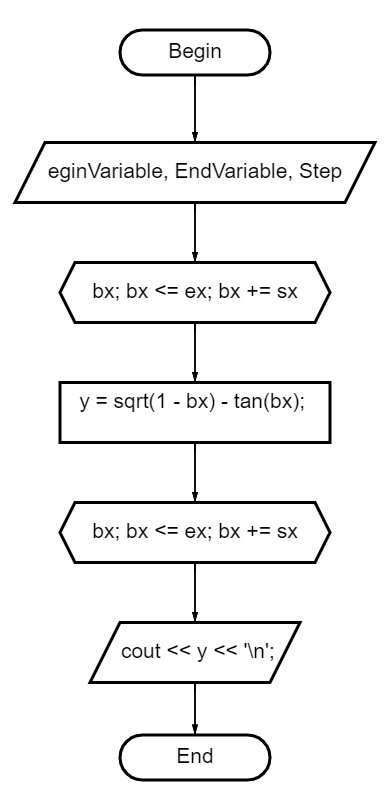 Begin
eginVariable, EndVariable, Step
bx; bx <= ex; bx += sx
y = sqrt(1 - bx) - tan(bx);
bx; bx <= ex; bx += sx
cout << y << '\n';
End